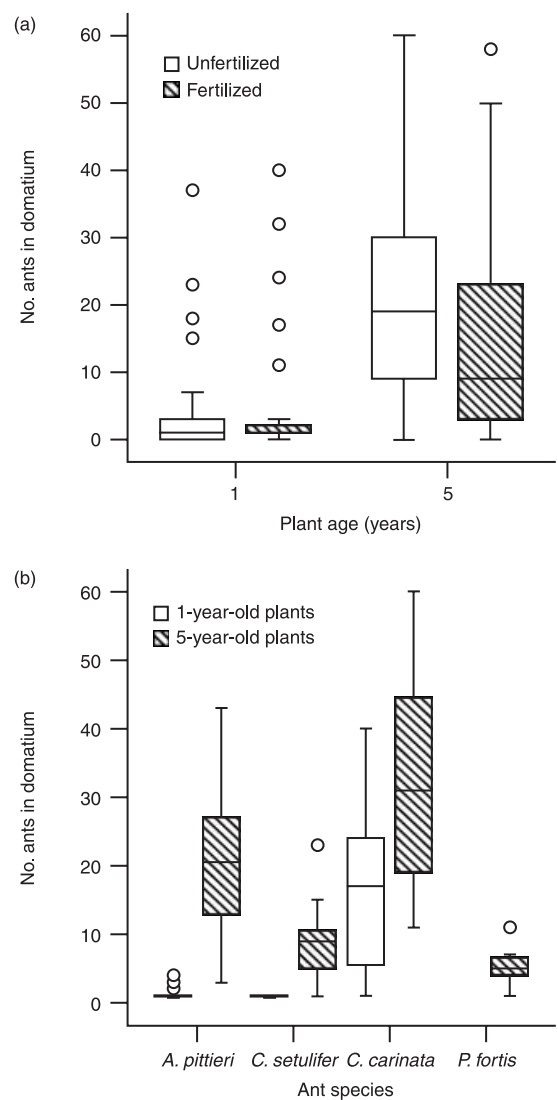 (a)
60
50
40
30
20
10
0
No. ants in domatium
Unfertilized
Fertilized
1
5
Plant age (years)
(b)
60
50
40
30
20
10
0
No. ants in domatium
1-year-old plants
5-year-old plants
A. pittieri
C. setulifer
C. carinata
P. fortis
Ant species